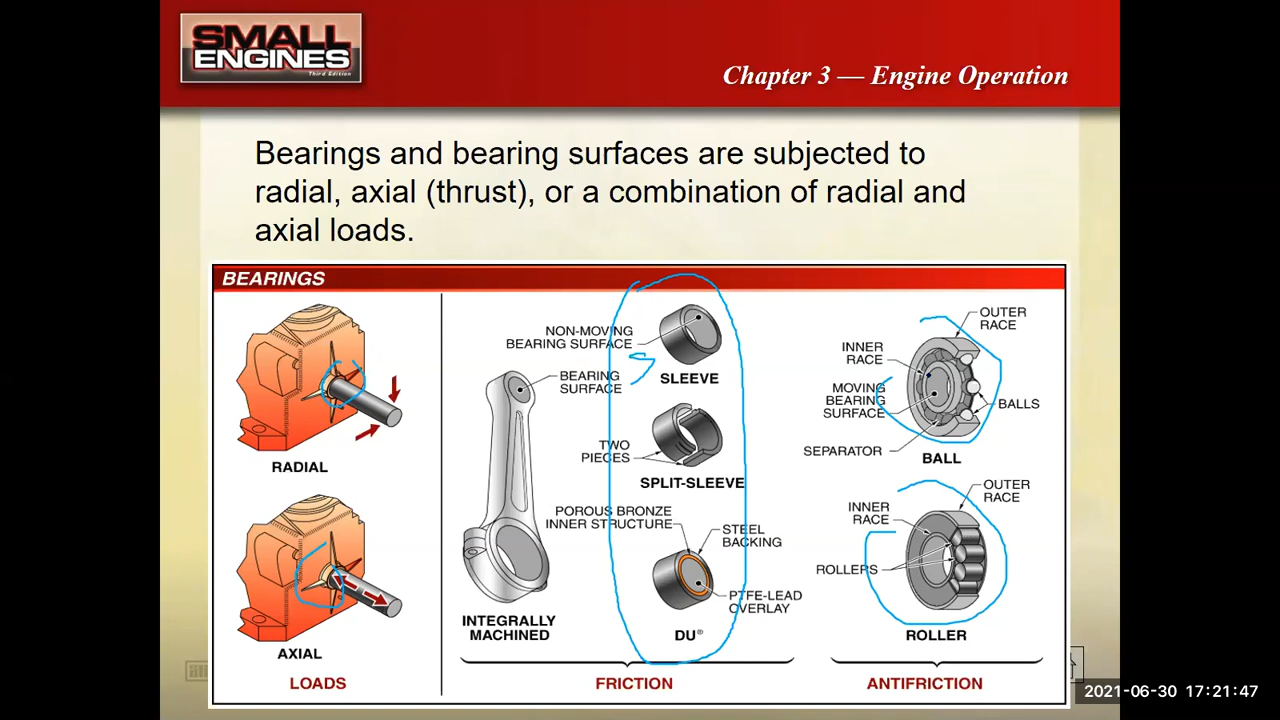 SMALL
ENGINES
Third Edition
Chapter 3 — Engine Operation
Bearings and bearing surfaces are subjected to
radial, axial (thrust), or a combination of radial and
axial loads.
BEARINGS
RADIAL
AXIAL
LOADS
NON-MOVING
BEARING SURFACE
SLEEVE
BEARING
SURFACE
TWO
PIECES
SPLIT-SLEEVE
POROUS BRONZE
INNER STRUCTURE
STEEL
BACKING
PTFE-LEAD
OVERLAY
INTEGRALLY
MACHINED
DU®
FRICTION
OUTER
RACE
INNER
RACE
MOVING
BEARING
SURFACE
BALLS
SEPARATOR
BALL
OUTER
RACE
INNER
RACE
ROLLERS
ROLLER
ANTIFRICTION
2021-06-30 17:21:47